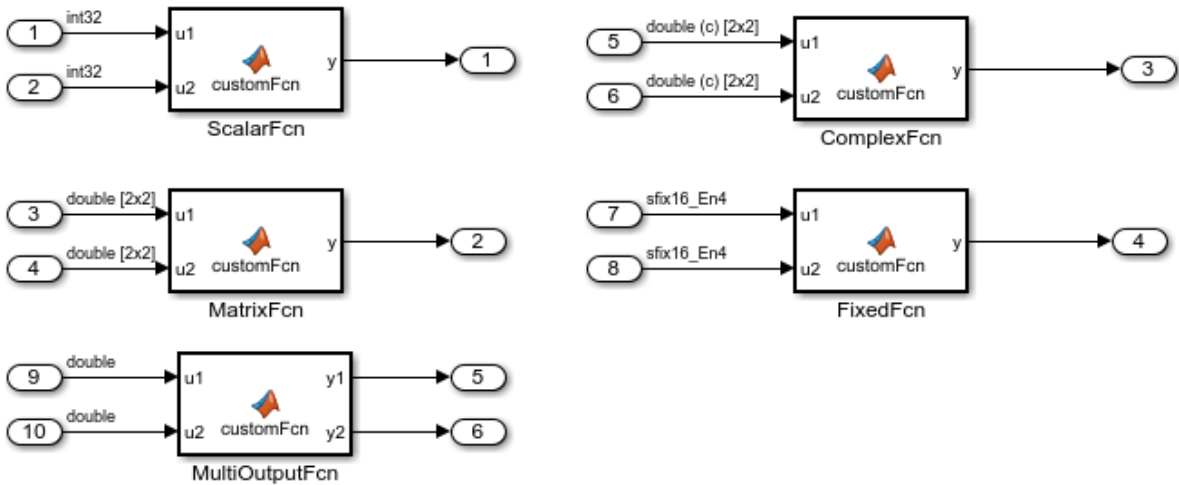 1
int32
u1
2
int32
u2
customFcn
y
1
ScalarFcn
5
double (c) [2x2]
u1
6
double (c) [2x2]
u2
customFcn
y
3
ComplexFcn
3
double [2x2]
u1
4
double [2x2]
u2
customFcn
y
2
MatrixFcn
7
sfix16_En4
u1
8
sfix16_En4
u2
customFcn
y
4
FixedFcn
9
double
u1
10
double
u2
customFcn
y1
5
y2
6
MultiOutputFcn